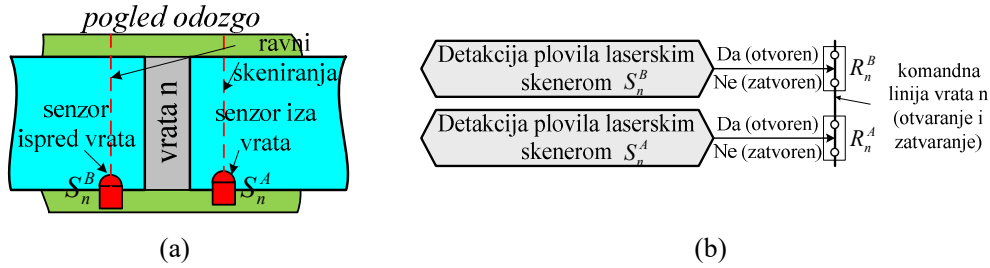 pogled odozgo
ravni
skeniranja
senzor
ispred vrata
vrata n
senzor iza
vrata
S_n^B
S_n^A
(a)
Detakcija plovila laserskim
skenerom S_n^B
Da (otvoren)
Ne (zatvoren)
R_n^B
Detakcija plovila laserskim
skenerom S_n^A
Da (otvoren)
Ne (zatvoren)
R_n^A
komandna
linija vrata n
(otvaranje i
zatvaranje)
(b)